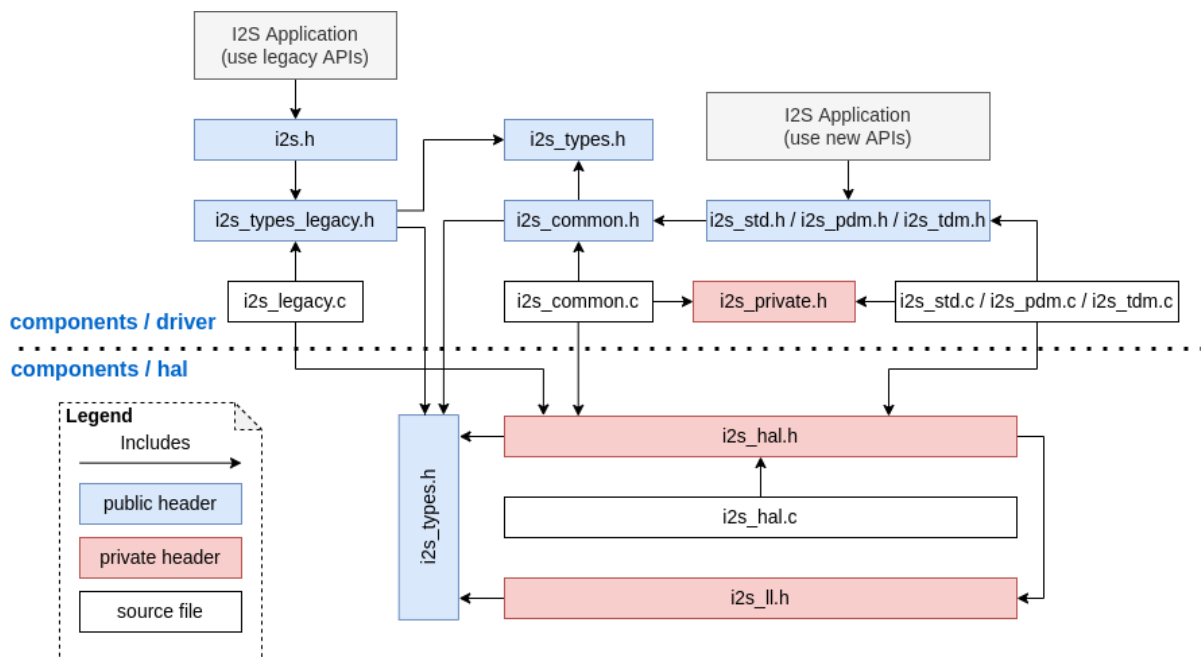 I2S Application
(use legacy APIs)
i2s.h
i2s_types.h
I2S Application
(use new APIs)
i2s_types_legacy.h
i2s_common.h
i2s_std.h / i2s_pdm.h / i2s_tdm.h
i2s_legacy.c
i2s_common.c
i2s_private.h
i2s_std.c / i2s_pdm.c / i2s_tdm.c
components / driver
components / hal
Legend
Includes
public header
private header
source file
i2s_types.h
i2s_hal.h
i2s_hal.c
i2s_ll.h